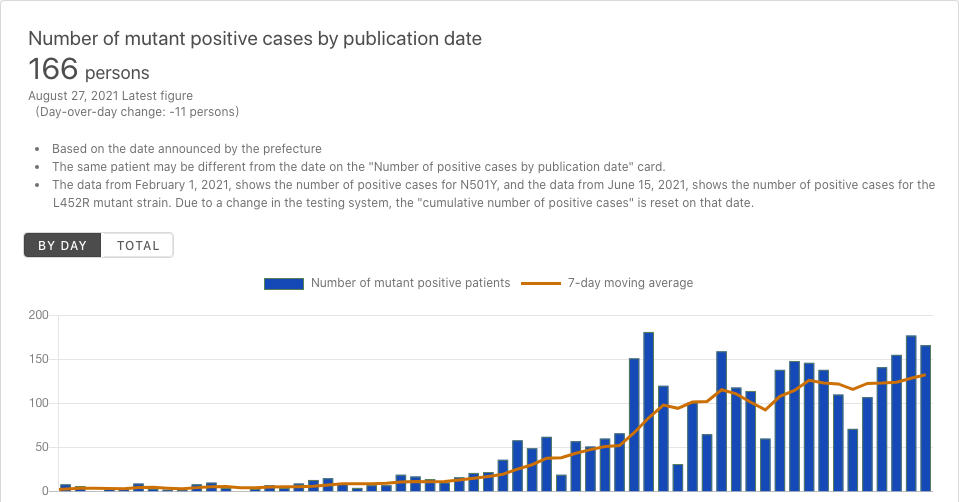 Number of mutant positive cases by publication date
166 persons
August 27, 2021 Latest figure
(Day-over-day change: -11 persons)
• Based on the date announced by the prefecture
• The same patient may be different from the date on the "Number of positive cases by publication date" card.
• The data from February 1, 2021, shows the number of positive cases for N501Y, and the data from June 15, 2021, shows the number of positive cases for the
L452R mutant strain. Due to a change in the testing system, the "cumulative number of positive cases" is reset on that date.
BY DAY TOTAL
Number of mutant positive patients 7-day moving average
200
150
100
50
0